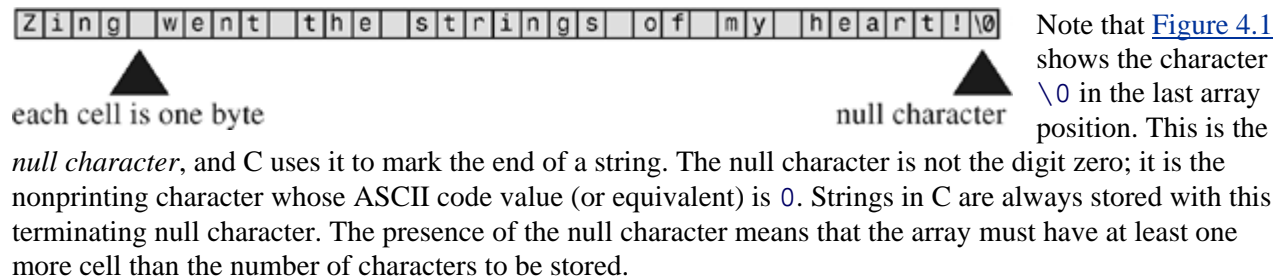 Zing went the strings of my heart!\0
each cell is one byte
null character
Note that Figure 4.1
shows the character
\0 in the last array
position. This is the
null character, and C uses it to mark the end of a string. The null character is not the digit zero; it is the
nonprinting character whose ASCII code value (or equivalent) is 0. Strings in C are always stored with this
terminating null character. The presence of the null character means that the array must have at least one
more cell than the number of characters to be stored.